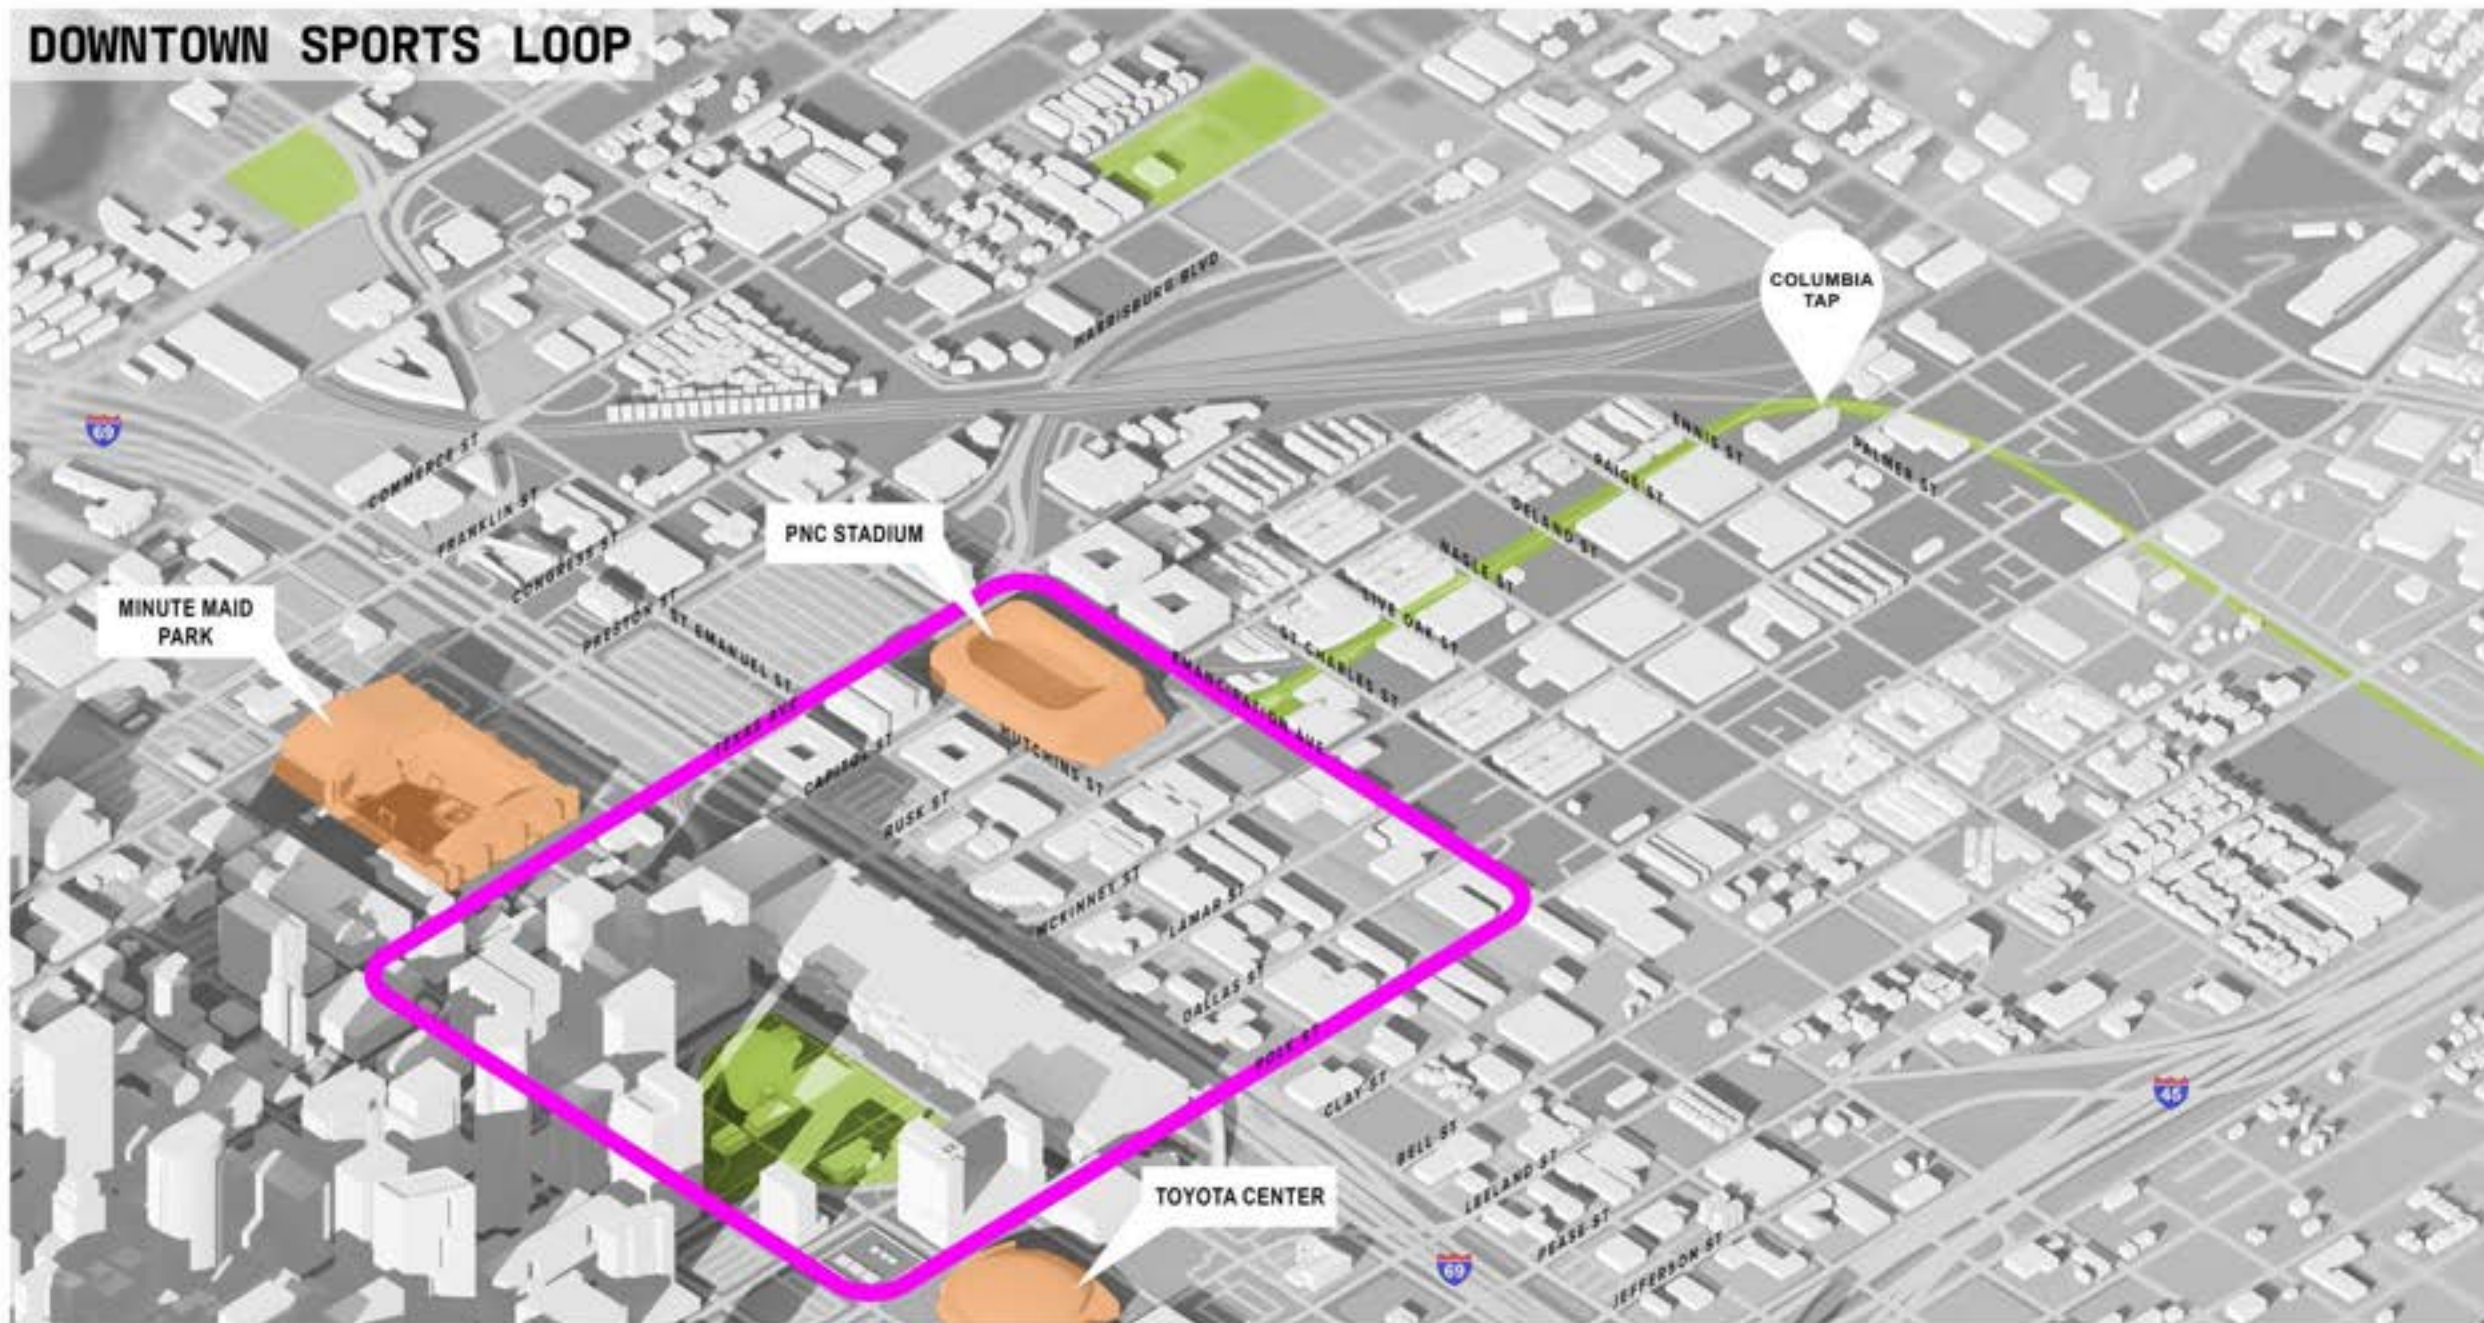 DOWNTOWN SPORTS LOOP
COLUMBIA
TAP
HARRISBURG BLVD
69
COMMERCE ST
FRANKLIN ST
CONGRESS ST
PRESTON ST
ST EMANUEL ST
TEXAS AVE
CAPITOL ST
RUSK ST
PNC STADIUM
MINUTE MAID
PARK
HUTCHINS ST
EMANCIPATION AVE
ENNIS ST
PAIGE ST
DELANO ST
NAGLE ST
LIVE OAK ST
ST CHARLES ST
PALMER ST
MCKINNEY ST
LAMAR ST
DALLAS ST
POLK ST
CLAY ST
BELL ST
LEELAND ST
PEASE ST
JEFFERSON ST
45
TOYOTA CENTER
69